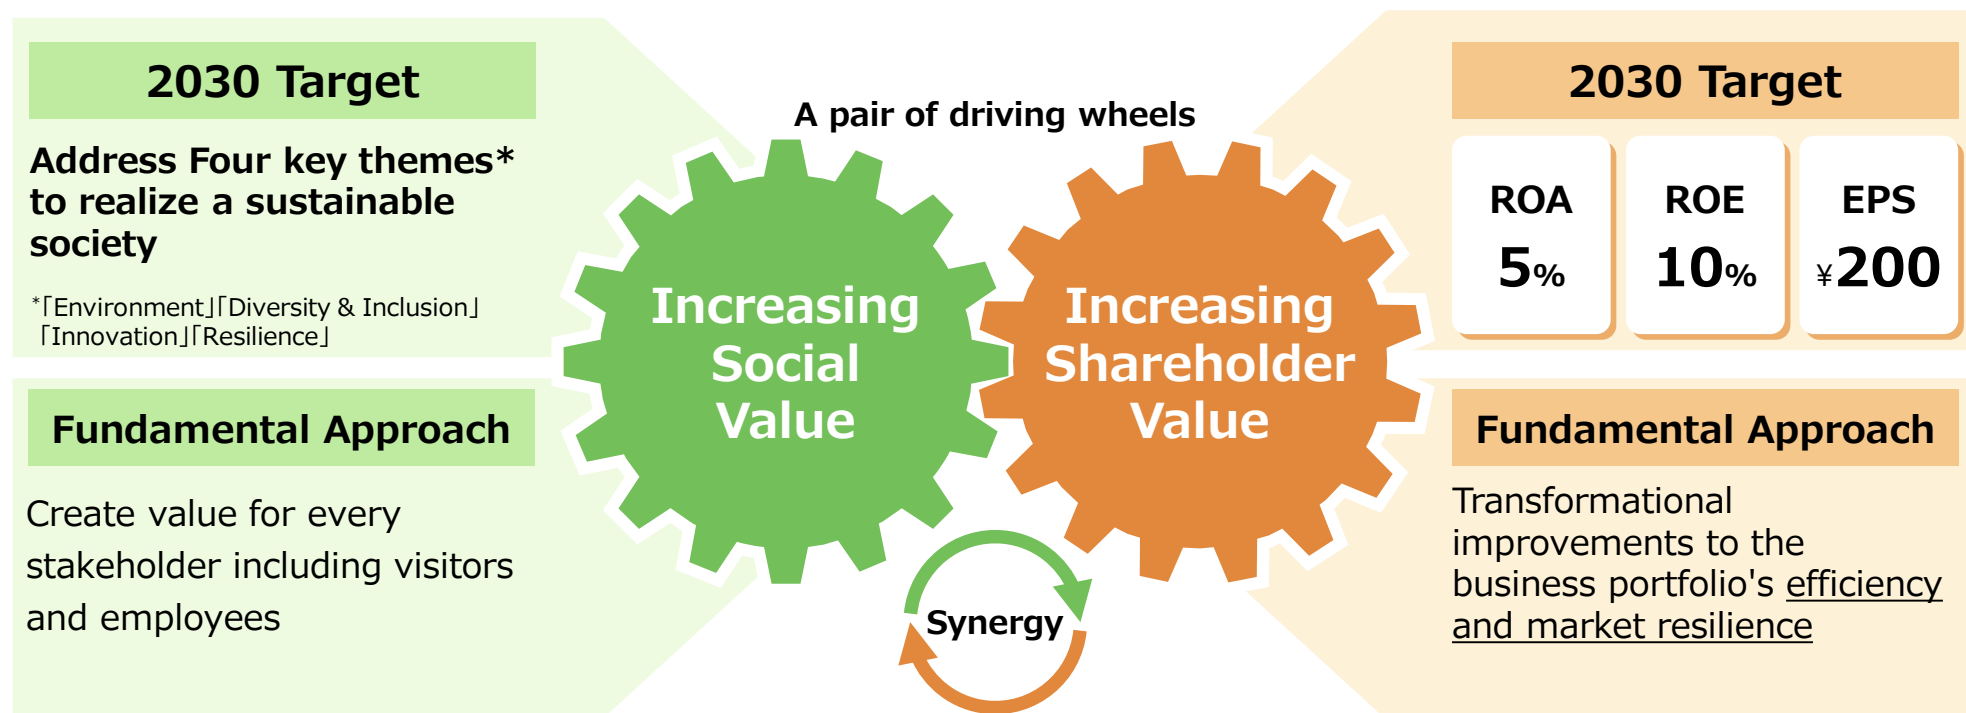 2030 Target
Address Four key themes*
to realize a sustainable
society
*「Environment」「Diversity & Inclusion」
「Innovation」「Resilience」
Fundamental Approach
Create value for every
stakeholder including visitors
and employees
A pair of driving wheels
Increasing
Social
Value
Increasing
Shareholder
Value
Synergy
2030 Target
ROA
5%
ROE
10%
EPS
¥200
Fundamental Approach
Transformational
improvements to the
business portfolio's efficiency
and market resilience